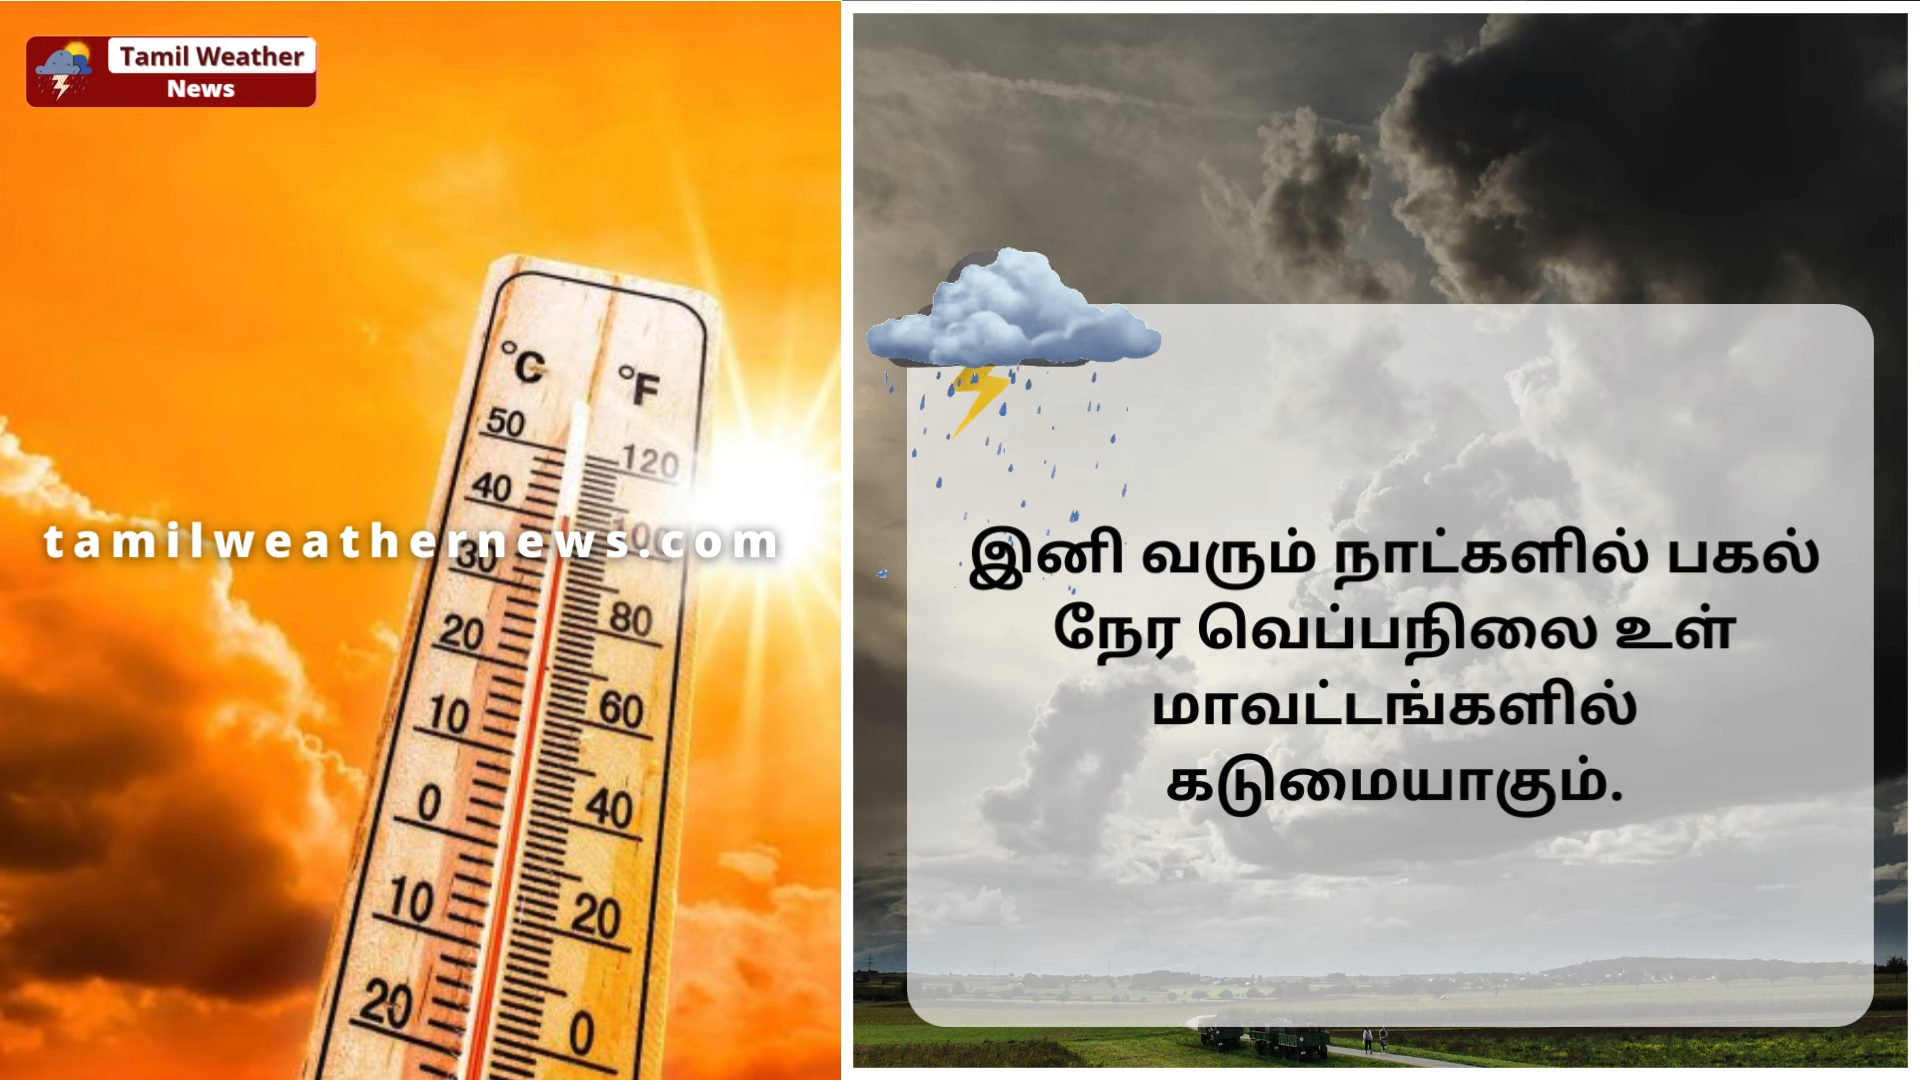 Tamil Weather
News
°C
°F
50
120
40
100
tamilweathernews.com
30
80
20
60
10
0
40
10
20
20
0
இனி வரும் நாட்களில் பகல்
நேர வெப்பநிலை உள்
மாவட்டங்களில்
கடுமையாகும்.